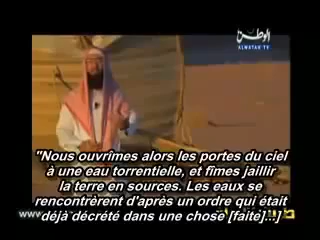 الوطن
ALWATAN TV
"Nous ouvrîmes alors les portes du ciel
à une eau torrentielle, et fîmes jaillir
la terre en sources. Les eaux se
rencontrèrent d'après un ordre qui était
déjà décrété dans une chose [faite]...]